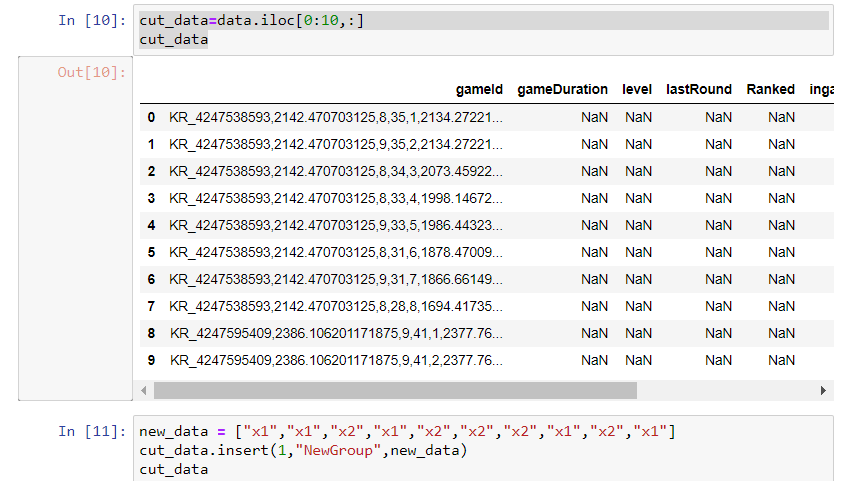 In [10]: cut_data=data.iloc[0:10,:]
cut_data
Out[10]:
gameId gameDuration level lastRound Ranked inga
0 KR_4247538593,2142.470703125,8,35,1,2134.27221... NaN NaN NaN NaN
1 KR_4247538593,2142.470703125,9,35,2,2134.27221... NaN NaN NaN NaN
2 KR_4247538593,2142.470703125,8,34,3,2073.45922... NaN NaN NaN NaN
3 KR_4247538593,2142.470703125,8,33,4,1998.14672... NaN NaN NaN NaN
4 KR_4247538593,2142.470703125,9,33,5,1986.44323... NaN NaN NaN NaN
5 KR_4247538593,2142.470703125,8,31,6,1878.47009... NaN NaN NaN NaN
6 KR_4247538593,2142.470703125,9,31,7,1866.66149... NaN NaN NaN NaN
7 KR_4247538593,2142.470703125,8,28,8,1694.41735... NaN NaN NaN NaN
8 KR_4247595409,2386.106201171875,9,41,1,2377.76... NaN NaN NaN NaN
9 KR_4247595409,2386.106201171875,9,41,2,2377.76... NaN NaN NaN NaN
In [11]: new_data = ["x1","x1","x2","x1","x2","x2","x2","x1","x2","x1"]
cut_data.insert(1,"NewGroup",new_data)
cut_data